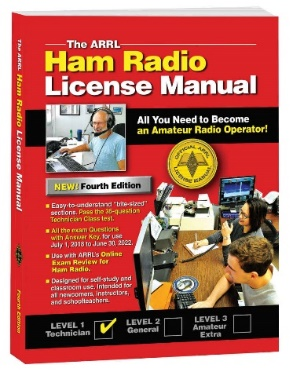 The ARRL
Ham Radio
License Manual
All You Need to Become
an Amateur Radio Operator!
OFFICIAL ARRL
LICENSE MANUAL
NEW! Fourth Edition
• Easy-to-understand "bite-sized"
sections. Pass the 35-question
Technician Class test.
• All the exam Questions
with Answer Key, for use
July 1, 2018 to June 30, 2022.
• Use with ARRL's Online
Exam Review for
Ham Radio.
• Designed for self-study and
classroom use. Intended for
all newcomers, instructors,
and schoolteachers.
LEVEL 1
Technician
LEVEL 2
General
LEVEL 3
Amateur
Extra
The ARRL Ham Radio License Manual
Fourth Edition